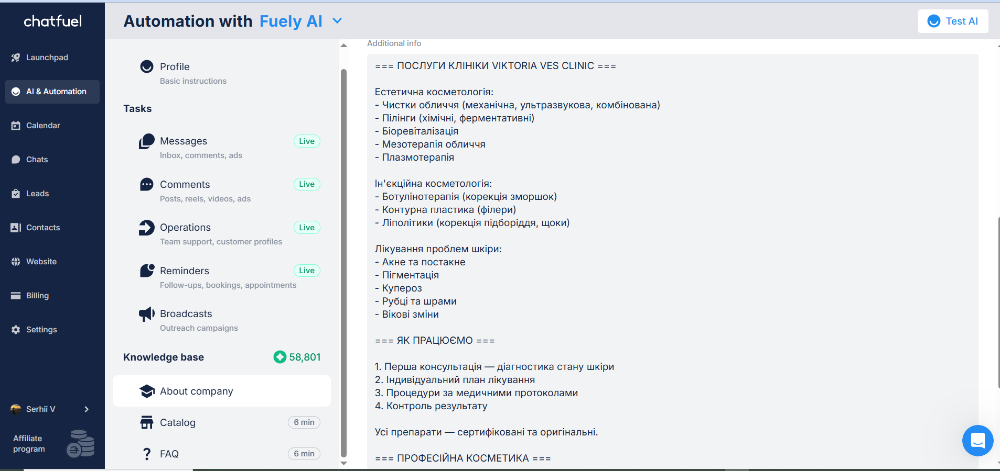 chatfuel
Launchpad
AI & Automation
Calendar
Chats
Leads
Contacts
Website
Billing
Settings
Serhii V
Affiliate
program
Automation with Fuely AI
Test AI
Profile
Basic instructions
Tasks
Messages
Live
Inbox, comments, ads
Comments
Live
Posts, reels, videos, ads
Operations
Live
Team support, customer profiles
Reminders
Live
Follow-ups, bookings, appointments
Broadcasts
Outreach campaigns
Knowledge base
58,801
About company
Catalog
6 min
FAQ
6 min
Additional info
=== ПОСЛУГИ КЛІНІКИ VIKTORIA VES CLINIC ===
Естетична косметологія:
- Чистки обличчя (механічна, ультразвукова, комбінована)
- Пілінги (хімічні, ферментативні)
- Біоревіталізація
- Мезотерапія обличчя
- Плазмотерапія
Ін'єкційна косметологія:
- Ботулінотерапія (корекція зморшок)
- Контурна пластика (філери)
- Ліполітики (корекція підборіддя, щоки)
Лікування проблем шкіри:
- Акне та постакне
- Пігментація
- Купероз
- Рубці та шрами
- Вікові зміни
=== ЯК ПРАЦЮЄМО ===
1. Перша консультація — діагностика стану шкіри
2. Індивідуальний план лікування
3. Процедури за медичними протоколами
4. Контроль результату
Усі препарати — сертифіковані та оригінальні.
=== ПРОФЕСІЙНА КОСМЕТИКА ===